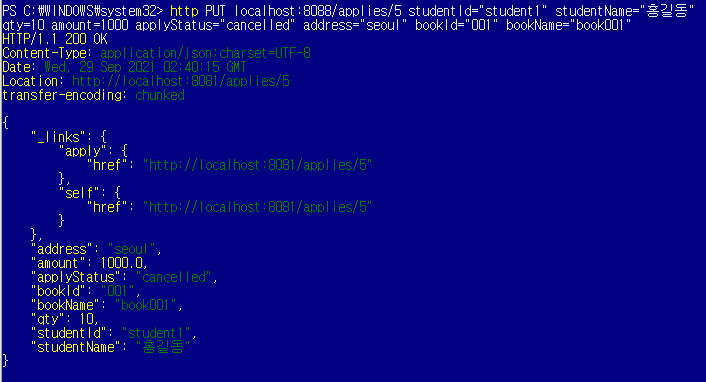 PS C:₩WINDOWS₩system32> http PUT localhost:8088/applies/5 studentId="student1" studentName="홍길동"
qty=10 amount=1000 applyStatus="cancelled" address="seoul" bookId="001" bookName="book001"
HTTP/1.1 200 OK
Content-Type: application/json;charset=UTF-8
Date: Wed, 29 Sep 2021 02:40:15 GMT
Location: http://localhost:8081/applies/5
transfer-encoding: chunked
{
"_links": {
"apply": {
"href": "http://localhost:8081/applies/5"
},
"self": {
"href": "http://localhost:8081/applies/5"
}
},
"address": "seoul",
"amount": 1000.0,
"applyStatus": "cancelled",
"bookId": "001",
"bookName": "book001",
"qty": 10,
"studentId": "student1",
"studentName": "홍길동"
}